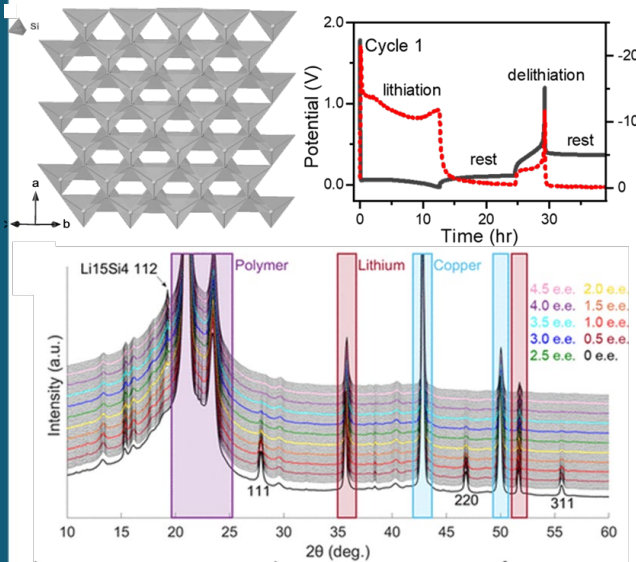 Si
a
b
Cycle 1
lithiation
delithiation
rest
rest
Potential (V)
2.0
1.0
0.0
-20
-10
0
0
10
20
30
Time (hr)
Li15Si4 112
Polymer
Lithium
Copper
4.5 e.e. 2.0 e.e.
4.0 e.e. 1.5 e.e.
3.5 e.e. 1.0 e.e.
3.0 e.e. 0.5 e.e.
2.5 e.e. 0 e.e.
Intensity (a.u.)
111
220
311
10 15 20 25 30 35 40 45 50 55 60
2θ (deg.)